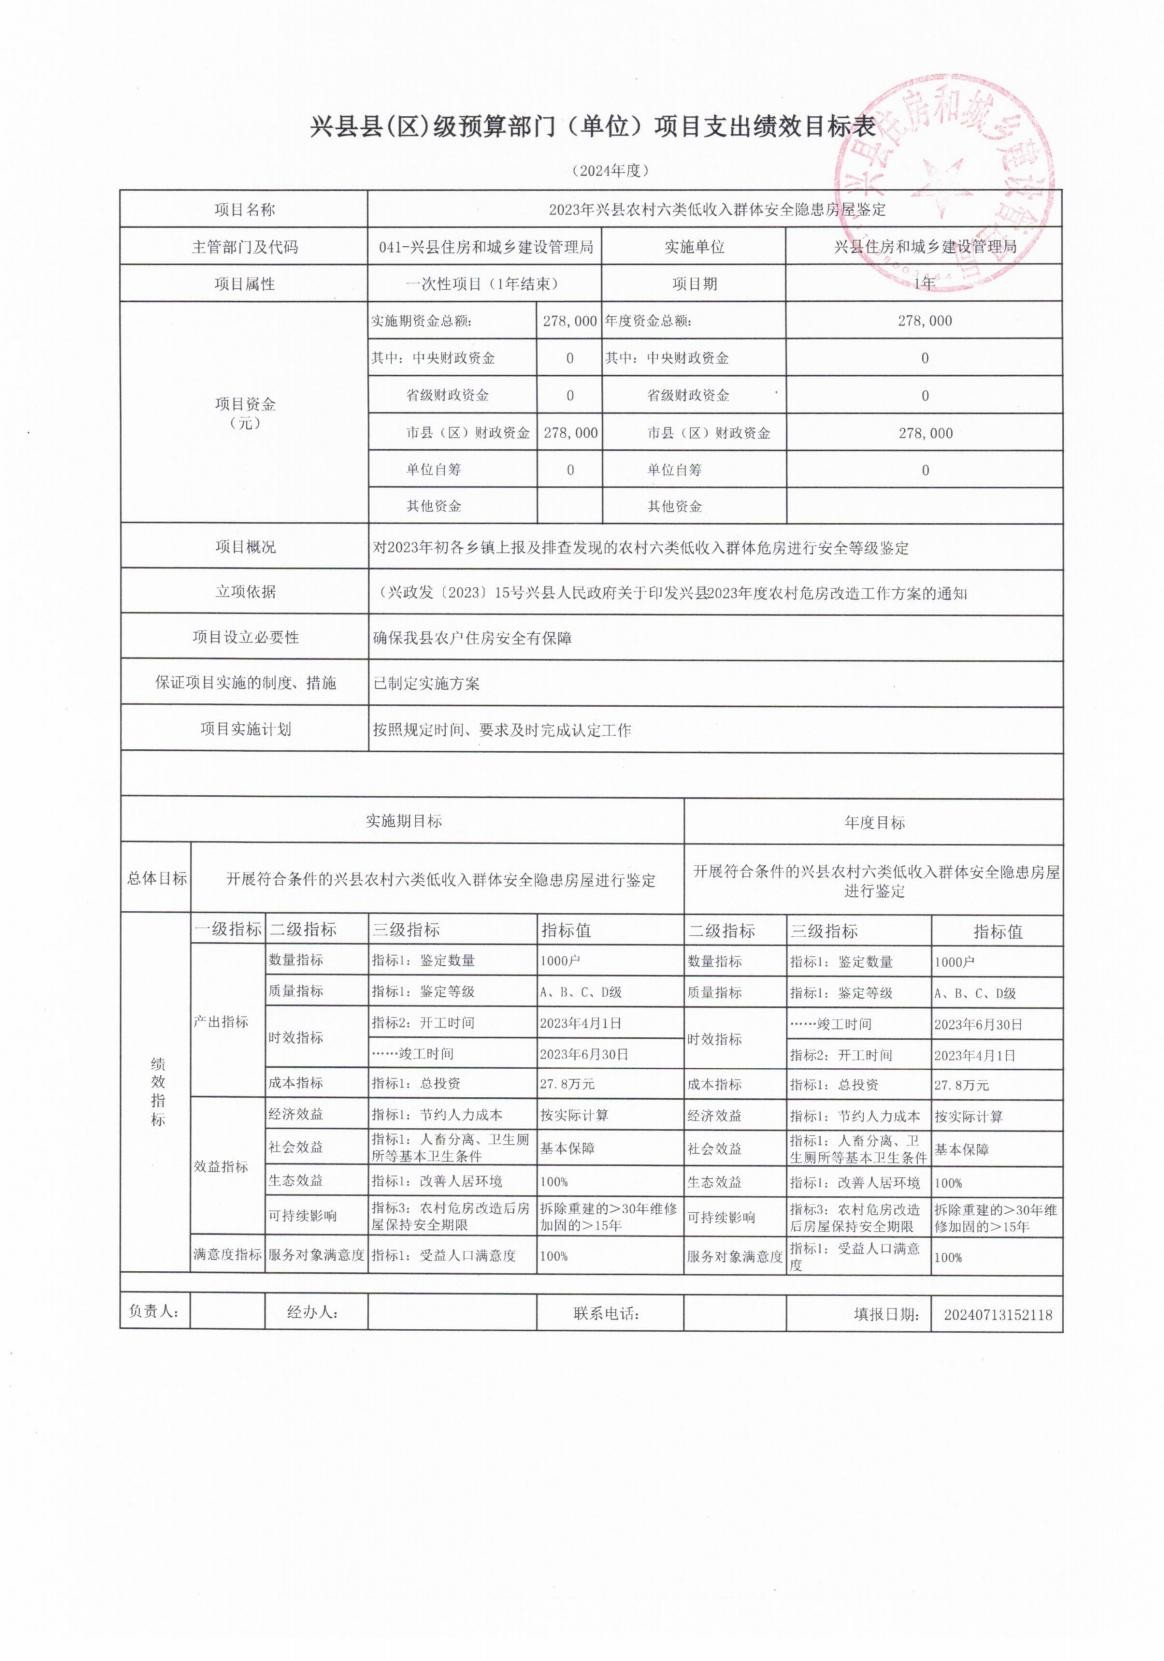 兴县县(区)级预算部门（单位）项目支出绩效目标表
（2024年度）
兴县住房和城乡建设管理局
项目名称 2023年兴县农村六类低收入群体安全隐患房屋鉴定
主管部门及代码 041-兴县住房和城乡建设管理局 实施单位 兴县住房和城乡建设管理局
项目属性 一次性项目（1年结束） 项目期 1年
项目资金
（元）
实施期资金总额: 278,000 年度资金总额: 278,000
其中: 中央财政资金 0 其中: 中央财政资金 0
省级财政资金 0 省级财政资金 0
市县（区）财政资金 278,000 市县（区）财政资金 278,000
单位自筹 0 单位自筹 0
其他资金 其他资金
项目概况 对2023年初各乡镇上报及排查发现的农村六类低收入群体危房进行安全等级鉴定
立项依据 （兴政发〔2023〕15号兴县人民政府关于印发兴县2023年度农村危房改造工作方案的通知
项目设立必要性 确保我县农户住房安全有保障
保证项目实施的制度、措施 已制定实施方案
项目实施计划 按照规定时间、要求及时完成认定工作
实施期目标 年度目标
总体目标 开展符合条件的兴县农村六类低收入群体安全隐患房屋进行鉴定 开展符合条件的兴县农村六类低收入群体安全隐患房屋
进行鉴定
绩效指标
一级指标 二级指标 三级指标 指标值 二级指标 三级指标 指标值
产出指标
数量指标 指标1: 鉴定数量 1000户 数量指标 指标1: 鉴定数量 1000户
质量指标 指标1: 鉴定等级 A、B、C、D级 质量指标 指标1: 鉴定等级 A、B、C、D级
时效指标 指标2: 开工时间 2023年4月1日 时效指标 ……竣工时间 2023年6月30日
……竣工时间 2023年6月30日 指标2: 开工时间 2023年4月1日
成本指标 指标1: 总投资 27.8万元 成本指标 指标1: 总投资 27.8万元
效益指标
经济效益 指标1: 节约人力成本 按实际计算 经济效益 指标1: 节约人力成本 按实际计算
社会效益 指标1: 人畜分离、卫生厕 基本保障 社会效益 指标1: 人畜分离、卫 基本保障
所等基本卫生条件 生厕所等基本卫生条件
生态效益 指标1: 改善人居环境 100% 生态效益 指标1: 改善人居环境 100%
可持续影响 指标3: 农村危房改造后房 拆除重建的>30年维修 可持续影响 指标3: 农村危房改造 拆除重建的>30年维
屋保持安全期限 加固的>15年 后房屋保持安全期限 修加固的>15年
满意度指标 服务对象满意度 指标1: 受益人口满意度 100% 服务对象满意度 指标1: 受益人口满意 100%
度
负责人: 经办人: 联系电话: 填报日期: 20240713152118